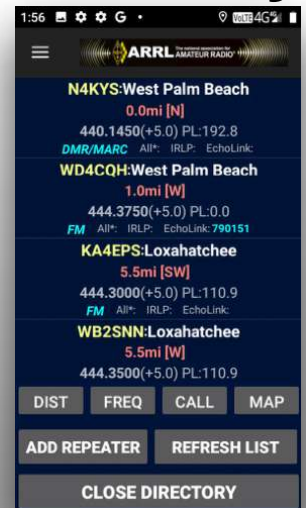 1:56 G • VoLTE 4G
ARRL The national association for AMATEUR RADIO®
N4KYS:West Palm Beach
0.0mi [N]
440.1450(+5.0) PL:192.8
DMR/MARC All*: IRLP: EchoLink:
WD4CQH:West Palm Beach
1.0mi [W]
444.3750(+5.0) PL:0.0
FM All*: IRLP: EchoLink:790151
KA4EPS:Loxahatchee
5.5mi [SW]
444.3000(+5.0) PL:110.9
FM All*: IRLP: EchoLink:
WB2SNN:Loxahatchee
5.5mi [W]
444.3500(+5.0) PL:110.9
DIST FREQ CALL MAP
ADD REPEATER REFRESH LIST
CLOSE DIRECTORY